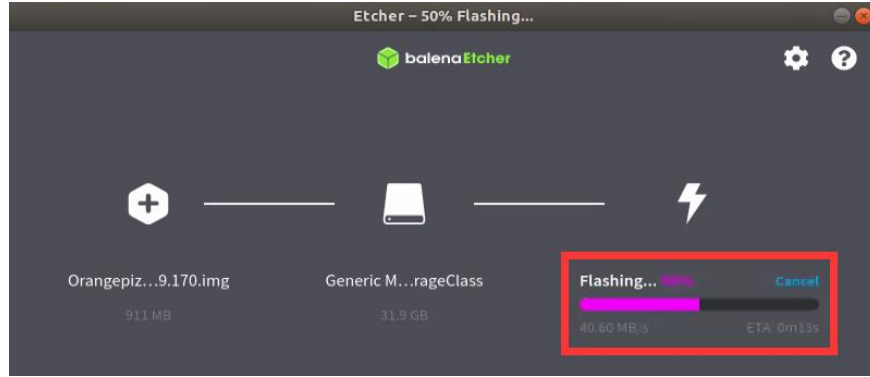 Etcher – 50% Flashing...
balenaEtcher
Orangepiz...9.170.img
911 MB
Generic M...rageClass
31.9 GB
Flashing... 50%
Cancel
40.60 MB/s
ETA: 0m13s